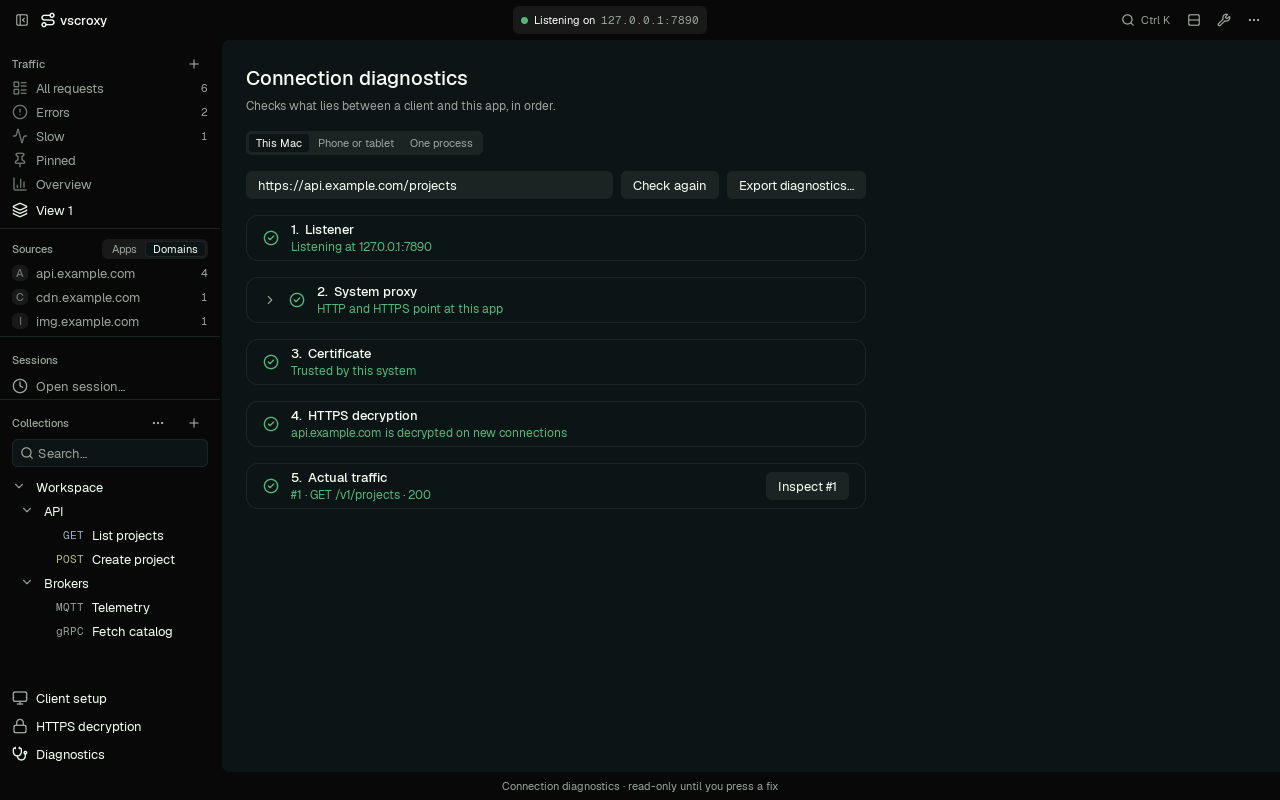 vscroxy
Listening on 127.0.0.1:7890
Ctrl K
Traffic
All requests 6
Errors 2
Slow 1
Pinned
Overview
View 1
Sources Apps Domains
A api.example.com 4
C cdn.example.com 1
I img.example.com 1
Sessions
Open session…
Collections
Search…
Workspace
API
GET List projects
POST Create project
Brokers
MQTT Telemetry
gRPC Fetch catalog
Client setup
HTTPS decryption
Diagnostics
Connection diagnostics
Checks what lies between a client and this app, in order.
This Mac Phone or tablet One process
https://api.example.com/projects Check again Export diagnostics…
1. Listener
Listening at 127.0.0.1:7890
2. System proxy
HTTP and HTTPS point at this app
3. Certificate
Trusted by this system
4. HTTPS decryption
api.example.com is decrypted on new connections
5. Actual traffic
#1 · GET /v1/projects · 200
Inspect #1
Connection diagnostics · read-only until you press a fix